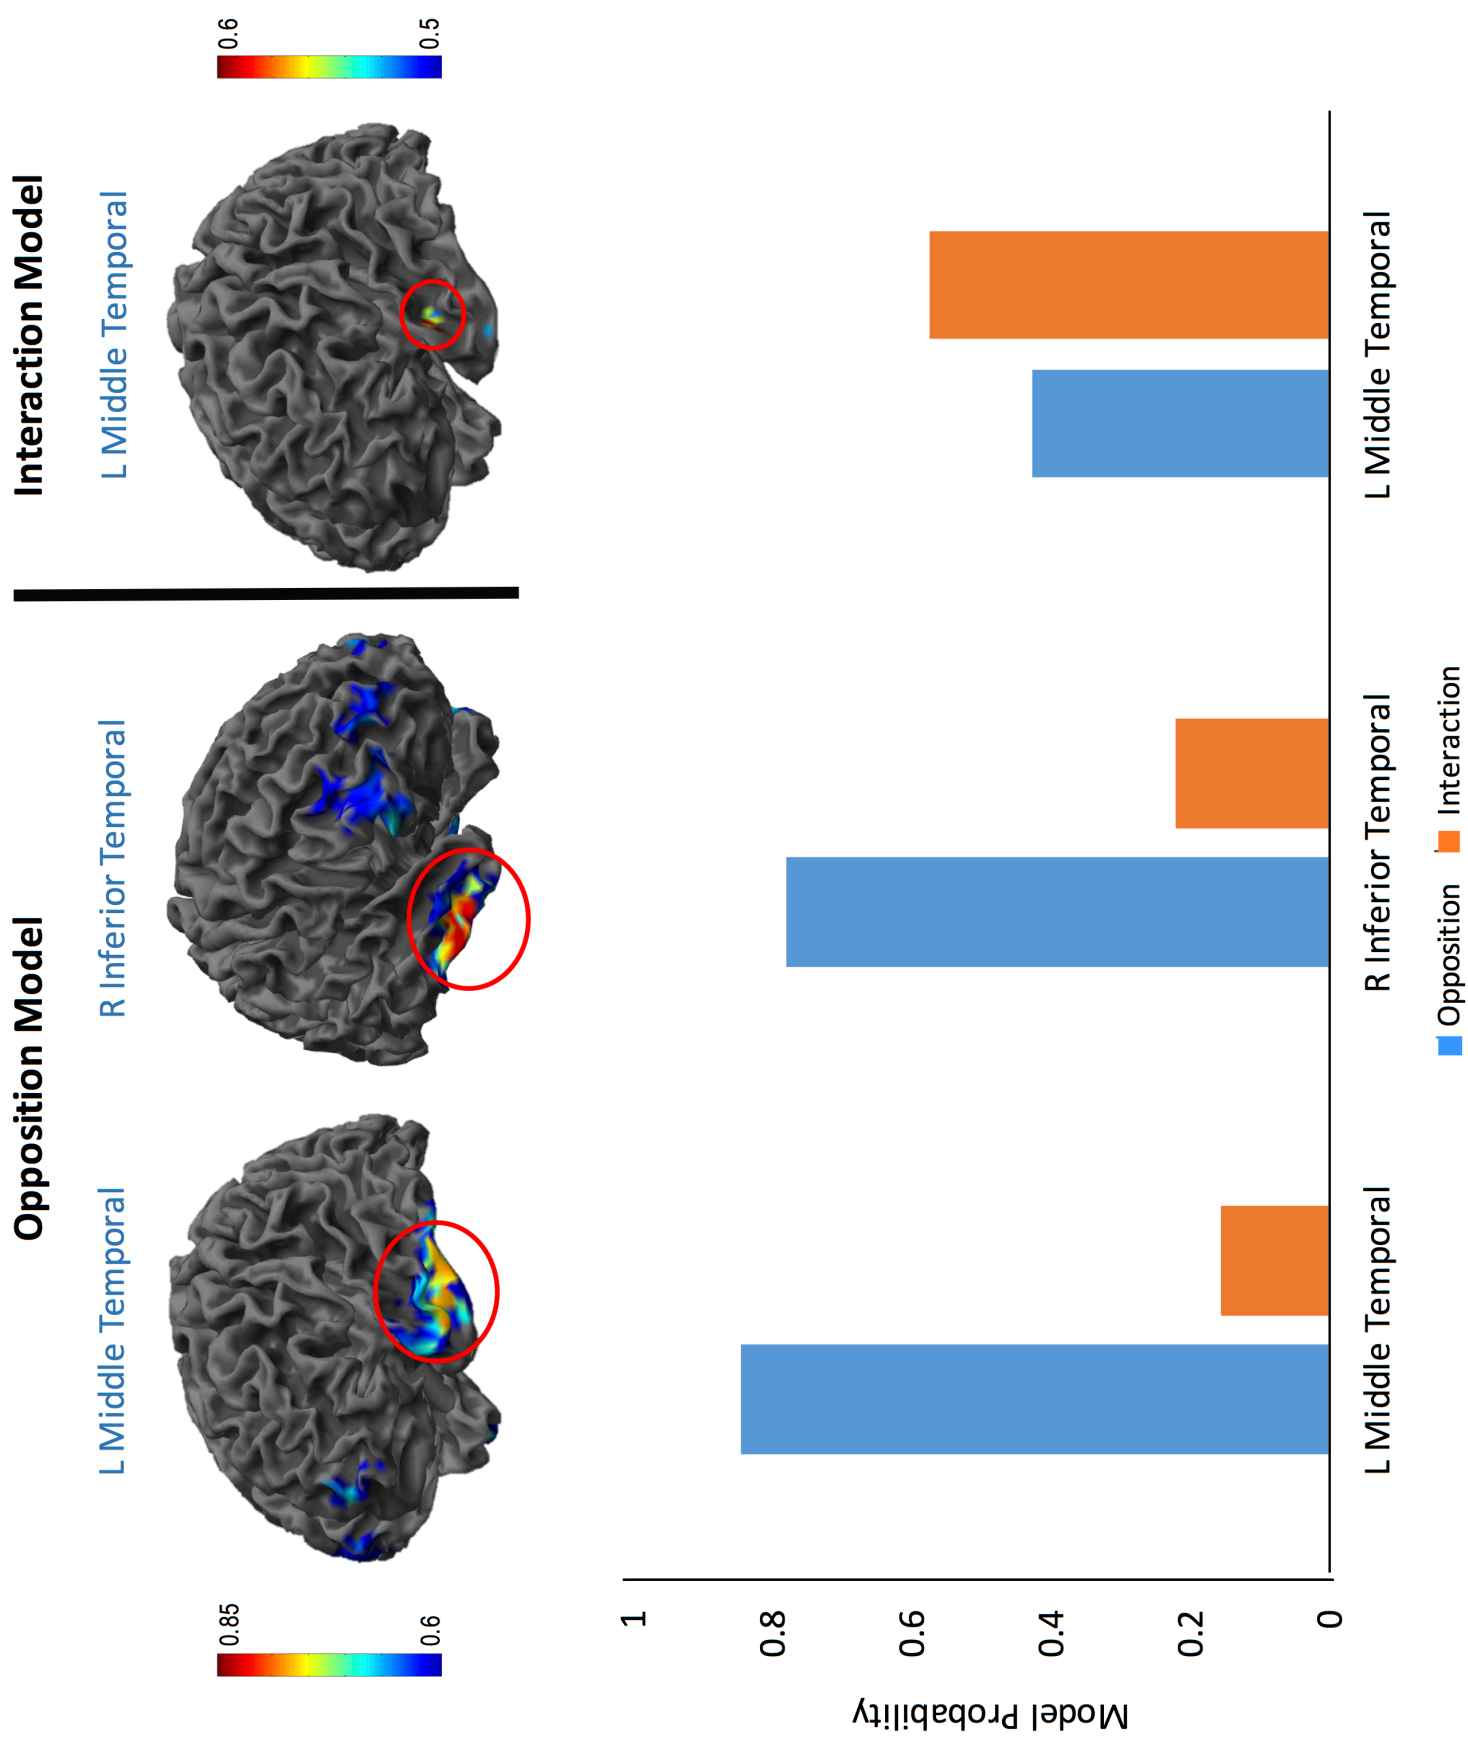 Opposition Model
Interaction Model
L Middle Temporal
R Inferior Temporal
L Middle Temporal
0.85
0.6
0.6
0.5
Model Probability
1
0.8
0.6
0.4
0.2
0
L Middle Temporal
R Inferior Temporal
L Middle Temporal
Opposition
Interaction